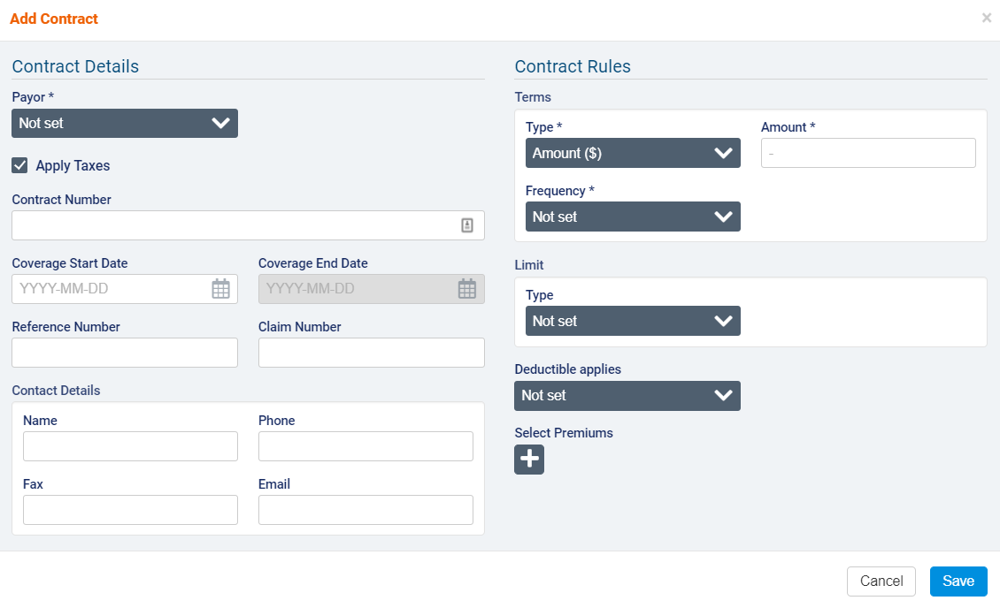 Add Contract
×
Contract Details
Payor *
Not set
Apply Taxes
Contract Number
Coverage Start Date
Coverage End Date
YYYY-MM-DD
YYYY-MM-DD
Reference Number
Claim Number
Contact Details
Name
Phone
Fax
Email
Contract Rules
Terms
Type *
Amount *
Amount ($)
-
Frequency *
Not set
Limit
Type
Not set
Deductible applies
Not set
Select Premiums
Cancel
Save